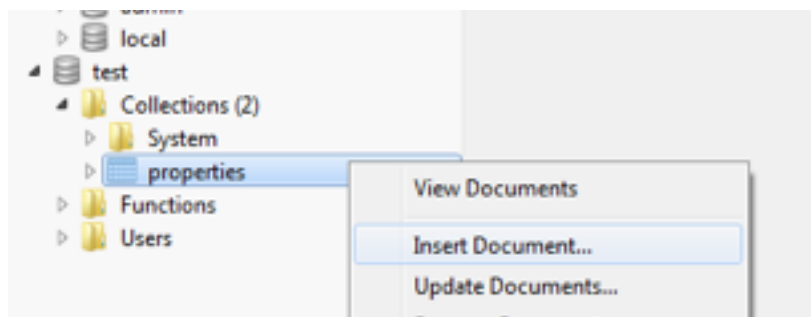 local
test
Collections (2)
System
properties
Functions
Users
View Documents
Insert Document...
Update Documents...